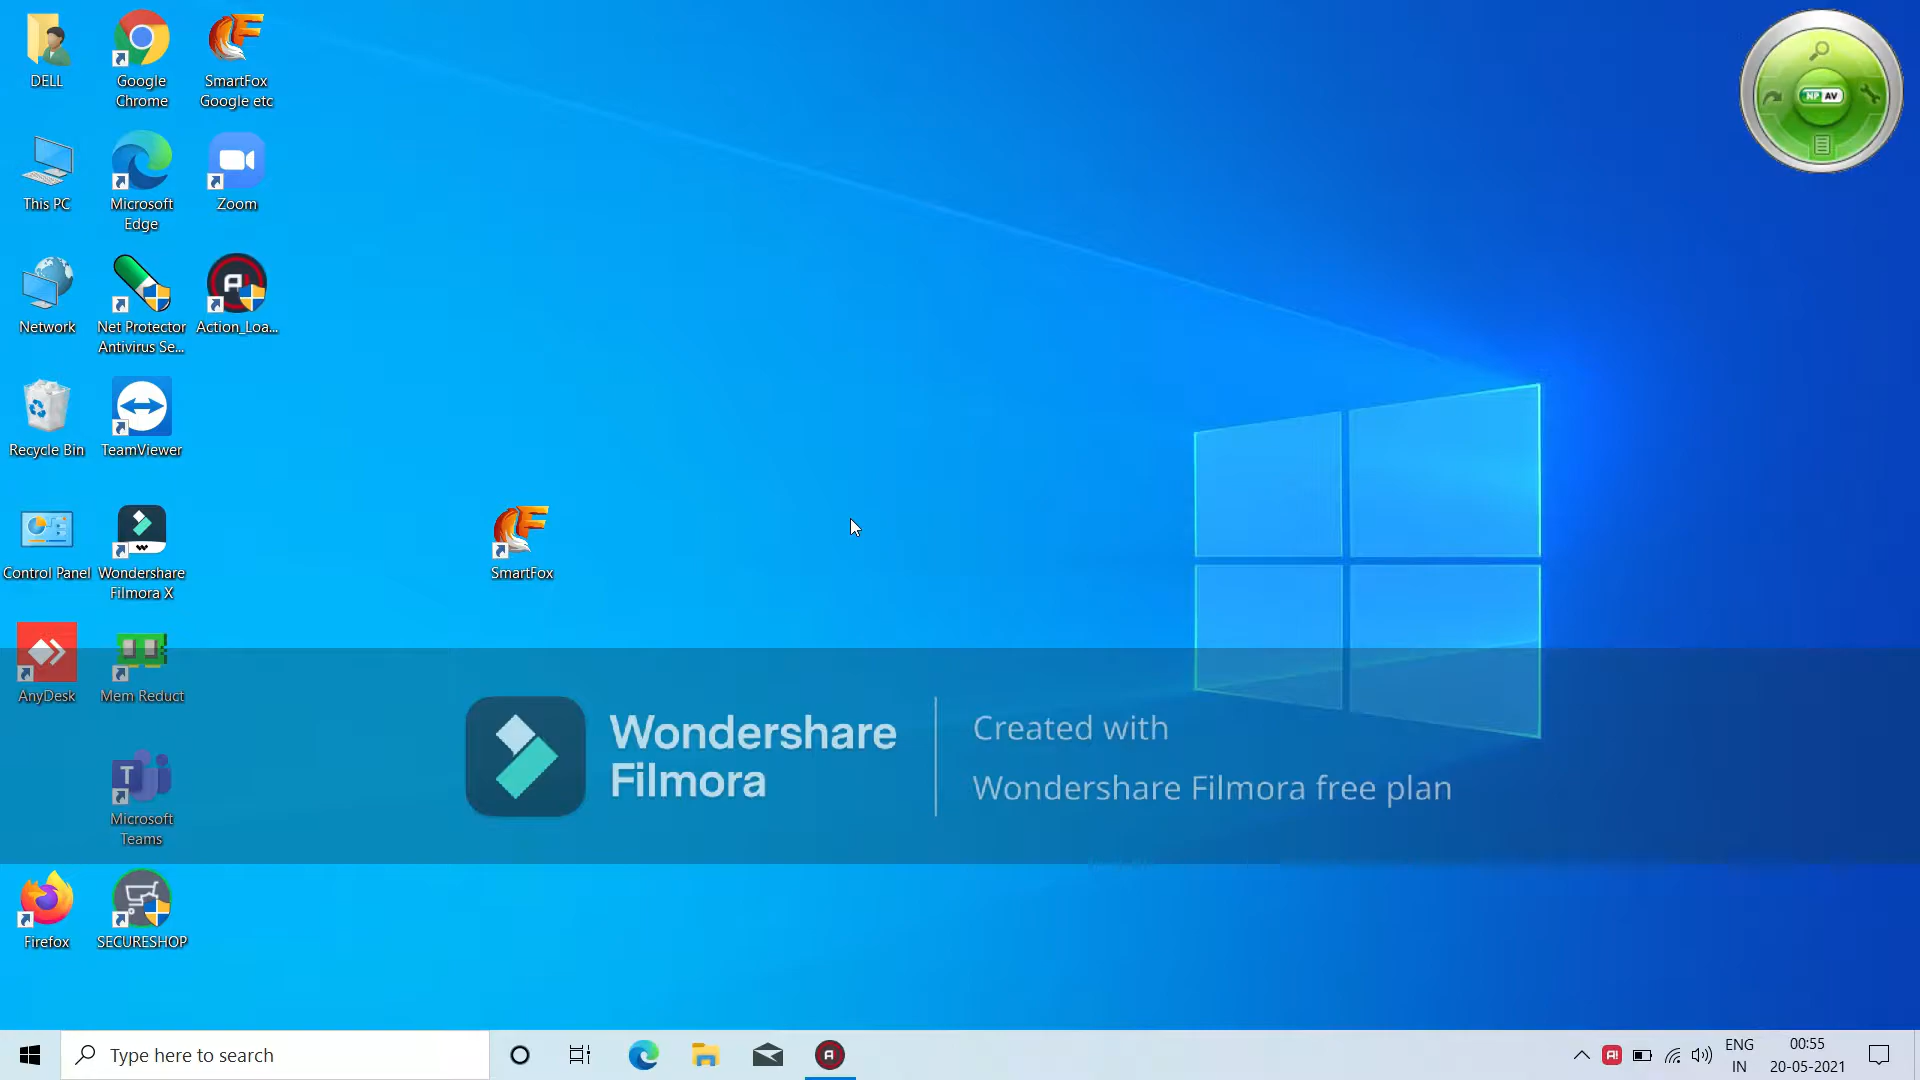 DELL
Google
Chrome
SmartFox
Google etc
This PC
Microsoft
Edge
Zoom
Network
Net Protector
Antivirus Se...
Action_Loa...
Recycle Bin
TeamViewer
Control Panel
Wondershare
Filmora X
SmartFox
AnyDesk
Mem Reduct
Microsoft
Teams
Firefox
SECURESHOP
NP AV
Wondershare
Filmora
Created with
Wondershare Filmora free plan
Type here to search
ENG
IN
00:55
20-05-2021